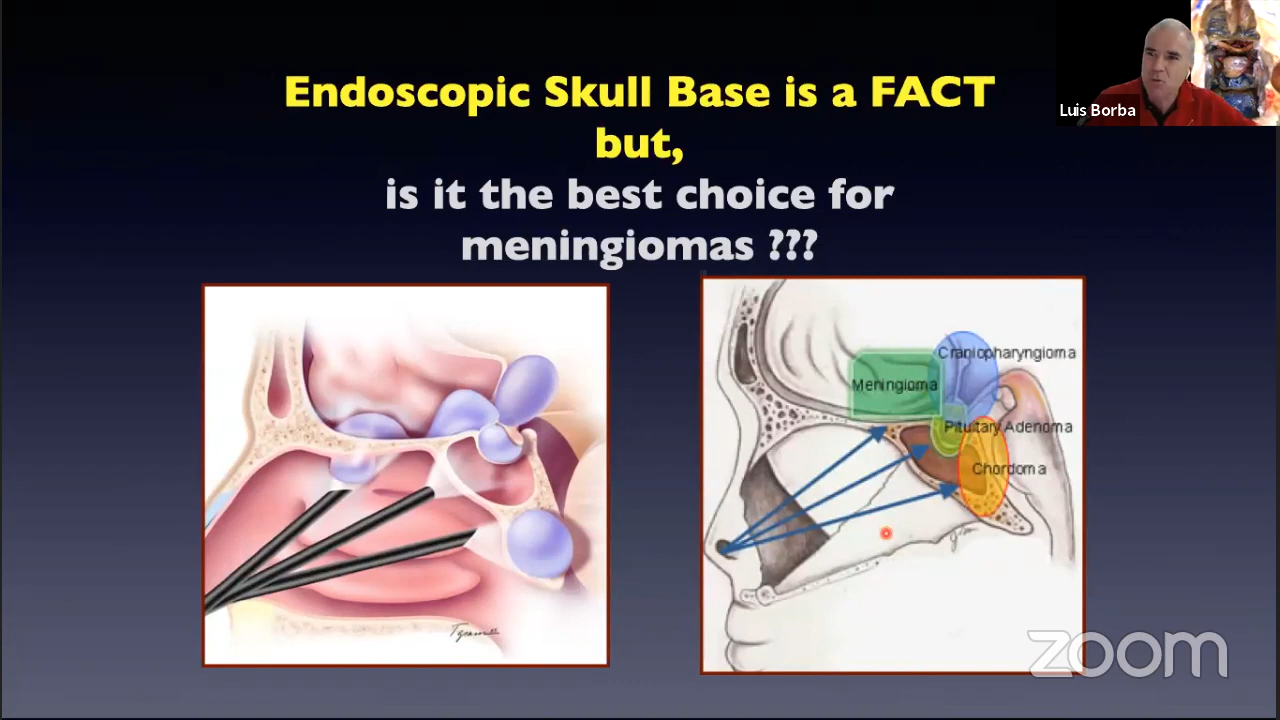 Endoscopic Skull Base is a FACT
but,
is it the best choice for
meningiomas ???
Luis Borba
Craniopharyngioma
Meningioma
Pituitary Adenoma
Chordoma
zoom